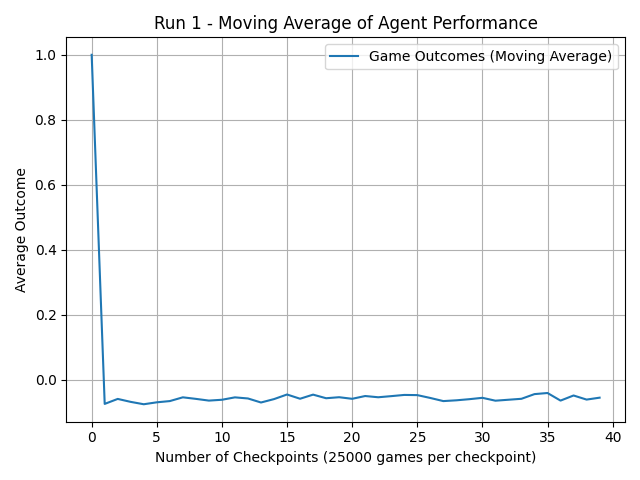 Run 1 - Moving Average of Agent Performance
Game Outcomes (Moving Average)
Average Outcome
1.0
0.8
0.6
0.4
0.2
0.0
0 5 10 15 20 25 30 35 40
Number of Checkpoints (25000 games per checkpoint)